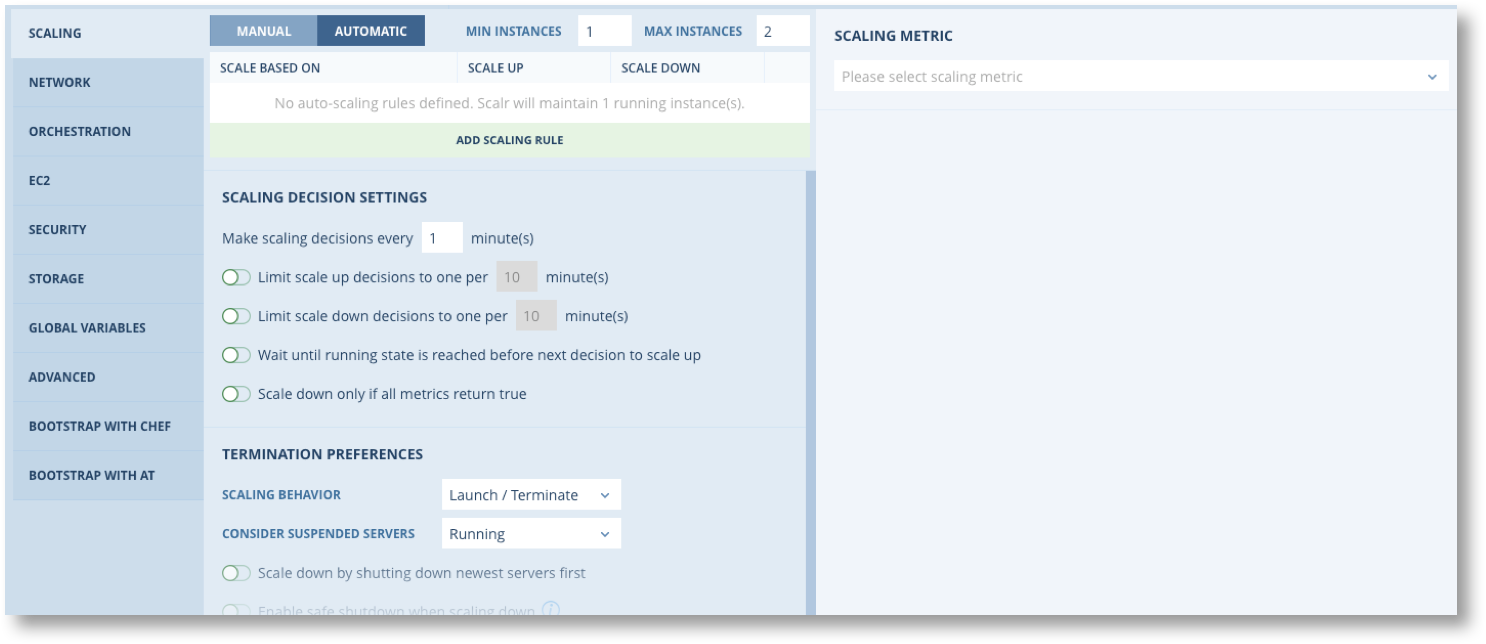 SCALING
NETWORK
ORCHESTRATION
EC2
SECURITY
STORAGE
GLOBAL VARIABLES
ADVANCED
BOOTSTRAP WITH CHEF
BOOTSTRAP WITH AT
MANUAL AUTOMATIC MIN INSTANCES 1 MAX INSTANCES 2
SCALE BASED ON SCALE UP SCALE DOWN
No auto-scaling rules defined. Scalr will maintain 1 running instance(s).
ADD SCALING RULE
SCALING DECISION SETTINGS
Make scaling decisions every 1 minute(s)
Limit scale up decisions to one per 10 minute(s)
Limit scale down decisions to one per 10 minute(s)
Wait until running state is reached before next decision to scale up
Scale down only if all metrics return true
TERMINATION PREFERENCES
SCALING BEHAVIOR Launch / Terminate
CONSIDER SUSPENDED SERVERS Running
Scale down by shutting down newest servers first
Enable safe shutdown when scaling down i
SCALING METRIC
Please select scaling metric